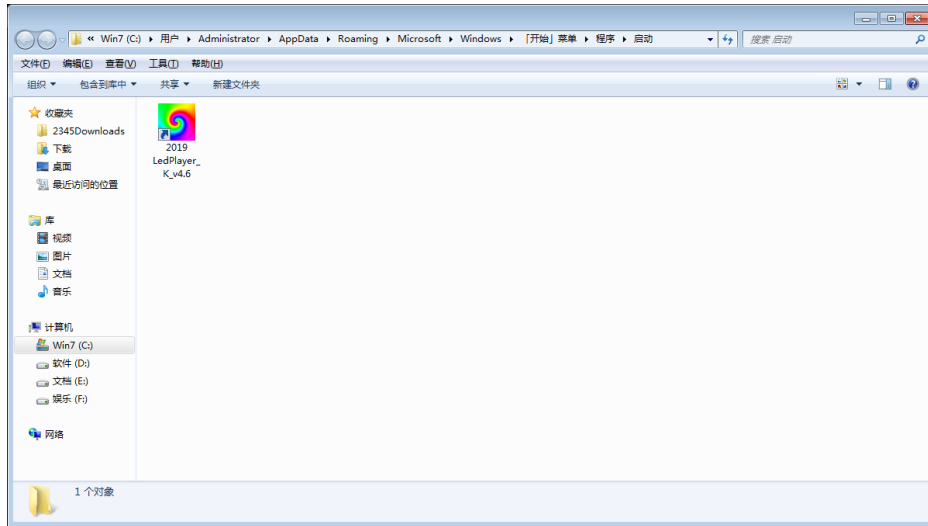 « Win7 (C:) 用户 Administrator AppData Roaming Microsoft Windows 「开始」菜单 程序 启动 搜索 启动
文件(F) 编辑(E) 查看(V) 工具(T) 帮助(H)
组织 包含到库中 共享 新建文件夹
收藏夹
2345Downloads
下载
桌面
最近访问的位置
库
视频
图片
文档
音乐
计算机
Win7 (C:)
软件 (D:)
文档 (E:)
娱乐 (F:)
网络
2019
LedPlayer_
K_v4.6
1 个对象